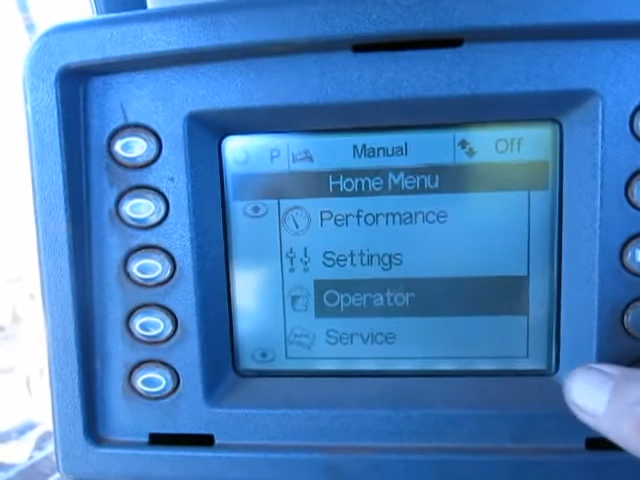 P Manual Off
Home Menu
Performance
Settings
Operator
Service